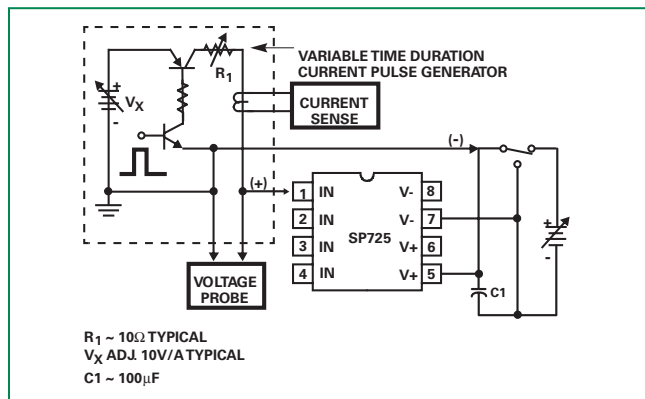 VARIABLE TIME DURATION
CURRENT PULSE GENERATOR
R1
+
VX
-
CURRENT
SENSE
(-)
(+)
1 IN V- 8
2 IN V- 7
3 IN V+ 6
4 IN V+ 5
SP725
+
-
C1
VOLTAGE
PROBE
R1 ~ 10Ω TYPICAL
VX ADJ. 10V/A TYPICAL
C1 ~ 100μF